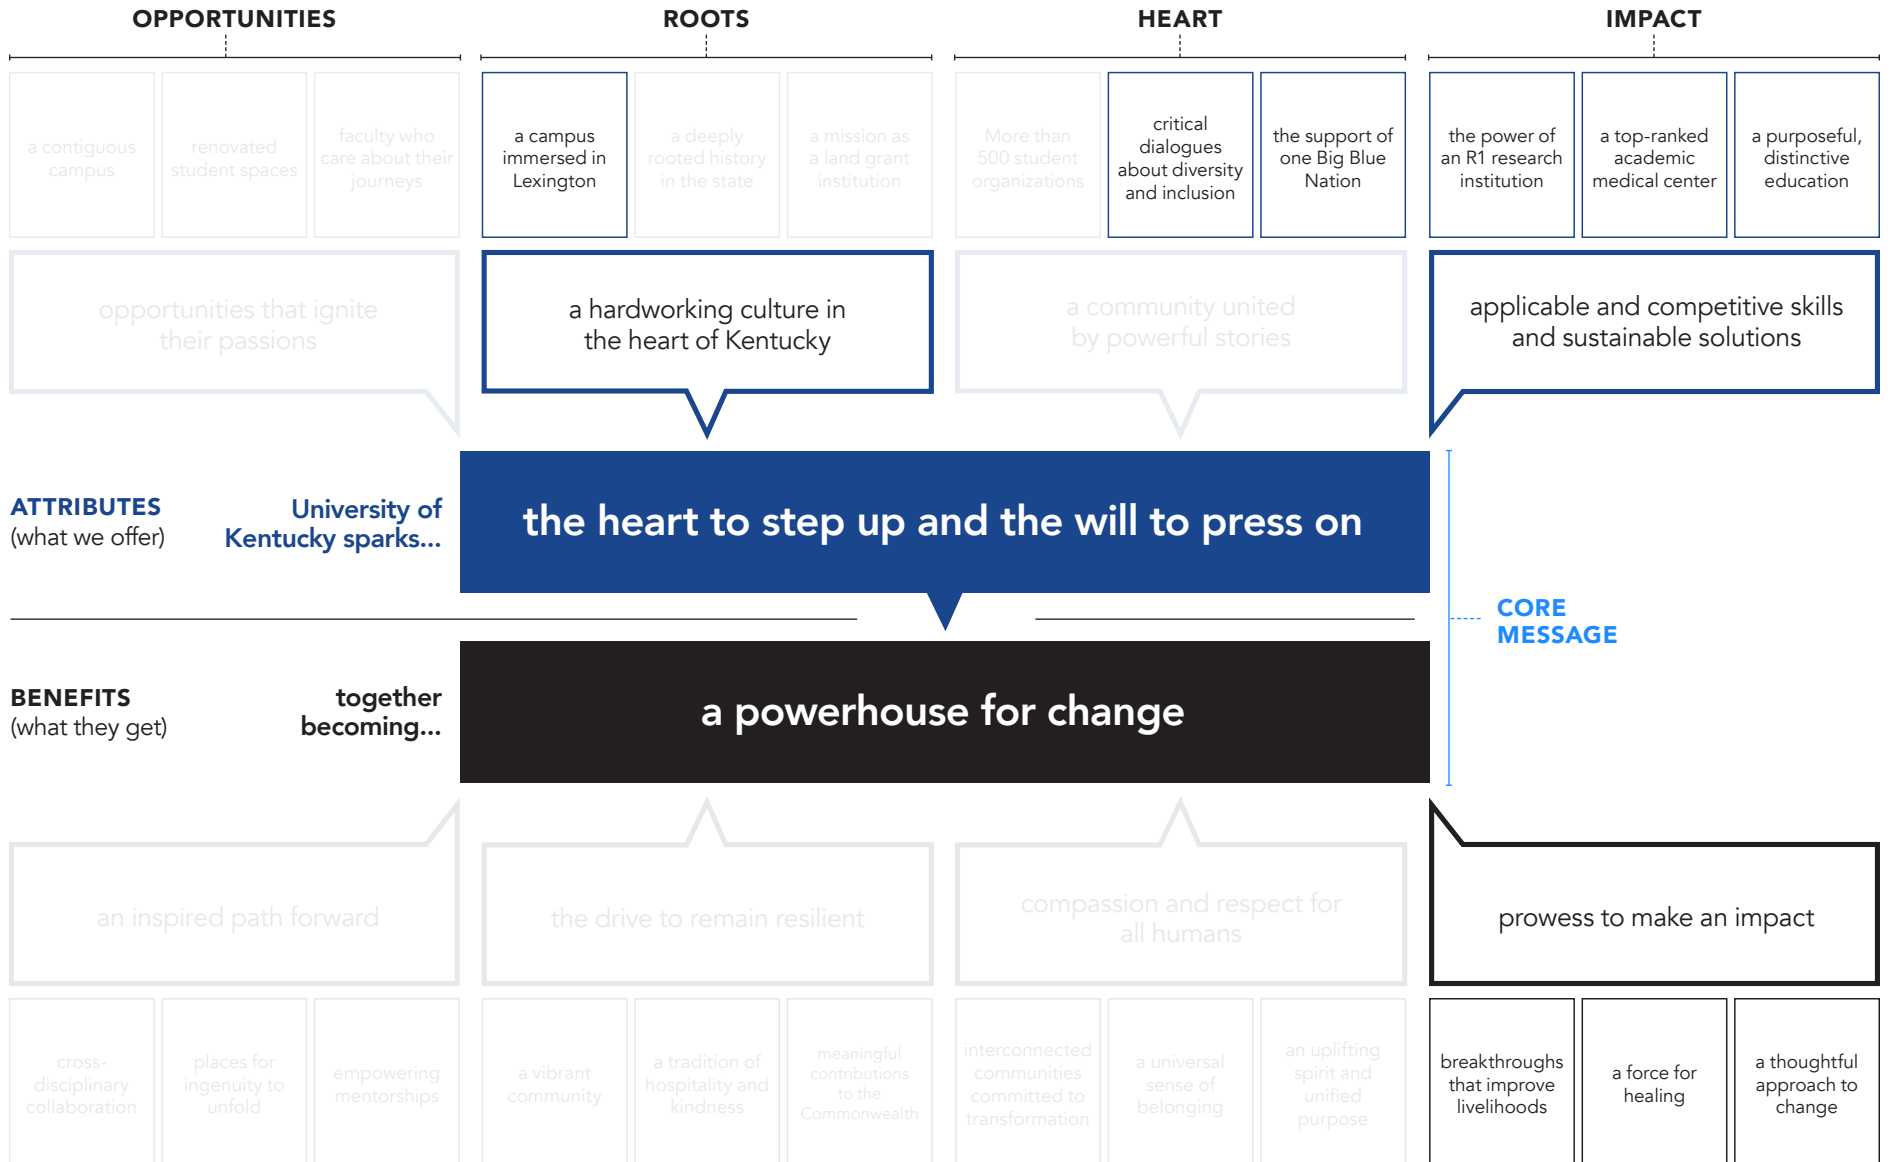 OPPORTUNITIES
ROOTS
HEART
IMPACT
a contiguous
campus
renovated
student spaces
faculty who
care about their
journeys
a campus
immersed in
Lexington
a deeply
rooted history
in the state
a mission as
a land grant
institution
More than
500 student
organizations
critical
dialogues
about diversity
and inclusion
the support of
one Big Blue
Nation
the power of
an R1 research
institution
a top-ranked
academic
medical center
a purposeful,
distinctive
education
opportunities that ignite
their passions
a hardworking culture in
the heart of Kentucky
a community united
by powerful stories
applicable and competitive skills
and sustainable solutions
ATTRIBUTES
(what we offer)
University of
Kentucky sparks...
the heart to step up and the will to press on
CORE
MESSAGE
BENEFITS
(what they get)
together
becoming...
a powerhouse for change
an inspired path forward
the drive to remain resilient
compassion and respect for
all humans
prowess to make an impact
cross-
disciplinary
collaboration
places for
ingenuity to
unfold
empowering
mentorships
a vibrant
community
a tradition of
hospitality and
kindness
meaningful
contributions
to the
Commonwealth
interconnected
communities
committed to
transformation
a universal
sense of
belonging
an uplifting
spirit and
unified
purpose
breakthroughs
that improve
livelihoods
a force for
healing
a thoughtful
approach to
change